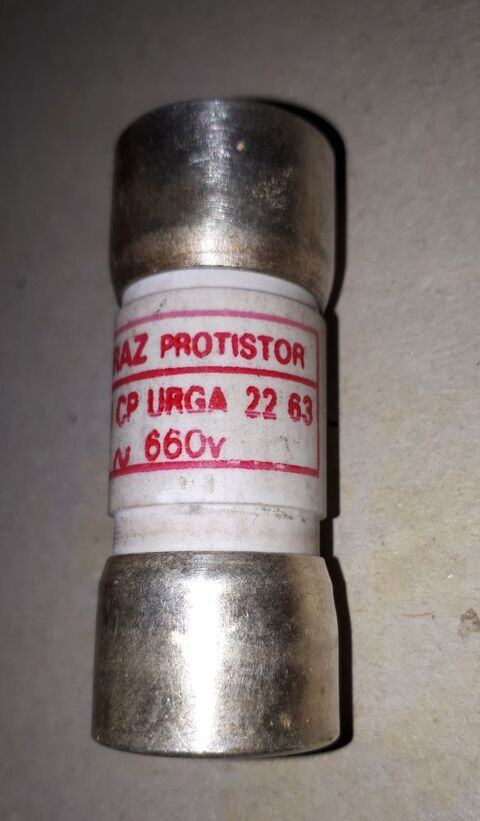 RAZ PROTISTOR
CP URGA 22 63
~ 660v